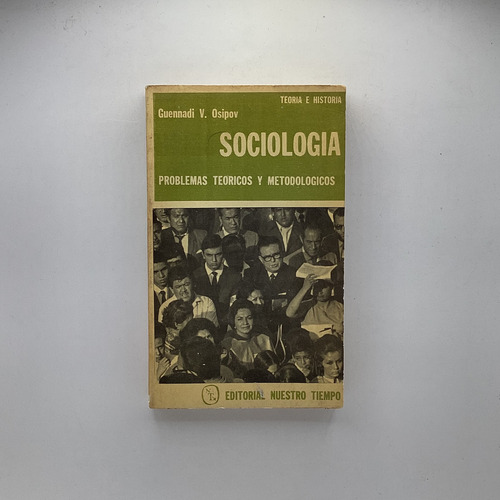 TEORIA E HISTORIA
Guennadi V. Osipov
SOCIOLOGIA
PROBLEMAS TEORICOS Y METODOLOGICOS
EDITORIAL NUESTRO TIEMPO